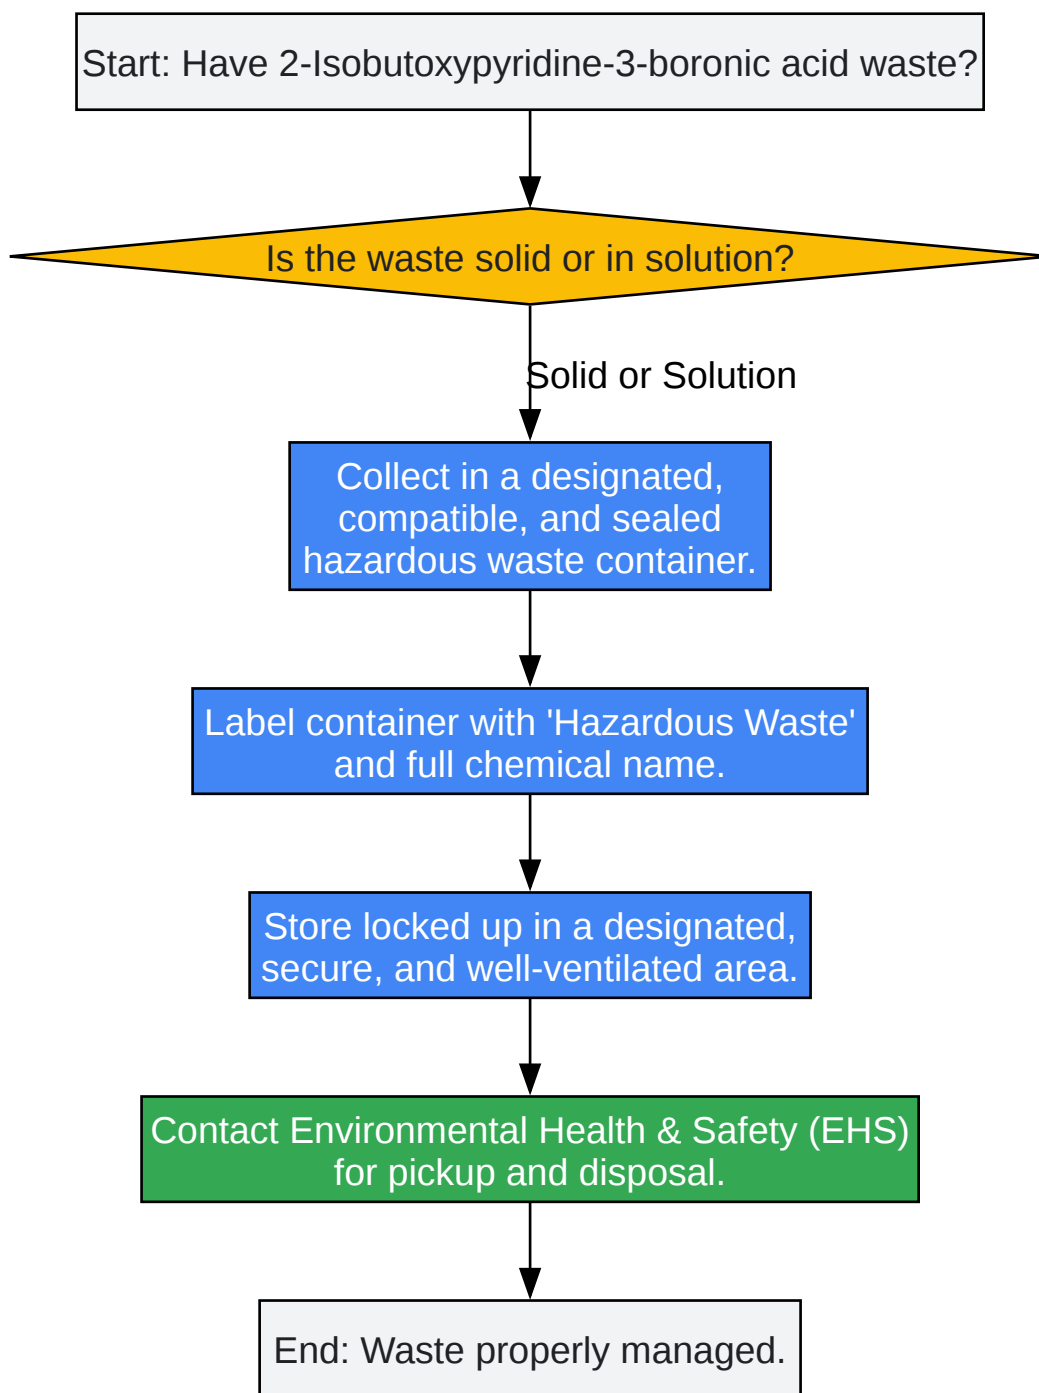 Start: Have 2-Isobutoxypyridine-3-boronic acid waste?
Is the waste solid or in solution?
Solid or Solution
Collect in a designated,
compatible, and sealed
hazardous waste container.
Label container with 'Hazardous Waste'
and full chemical name.
Store locked up in a designated,
secure, and well-ventilated area.
Contact Environmental Health & Safety (EHS)
for pickup and disposal.
End: Waste properly managed.